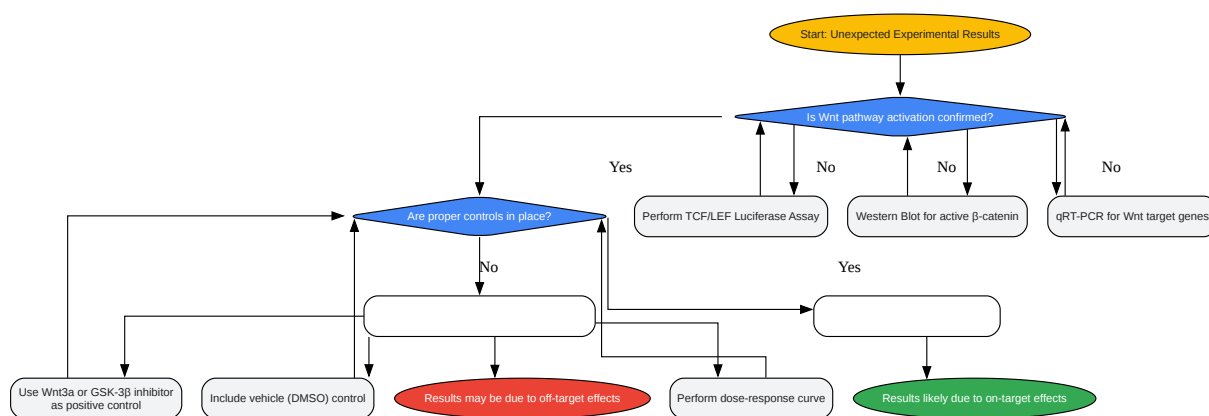 Start: Unexpected Experimental Results
Is Wnt pathway activation confirmed?
Yes
No
No
No
Perform TCF/LEF Luciferase Assay
Western Blot for active β-catenin
qRT-PCR for Wnt target genes
Are proper controls in place?
No
Yes
Use Wnt3a or GSK-3β inhibitor
as positive control
Include vehicle (DMSO) control
Results may be due to off-target effects
Perform dose-response curve
Results likely due to on-target effects